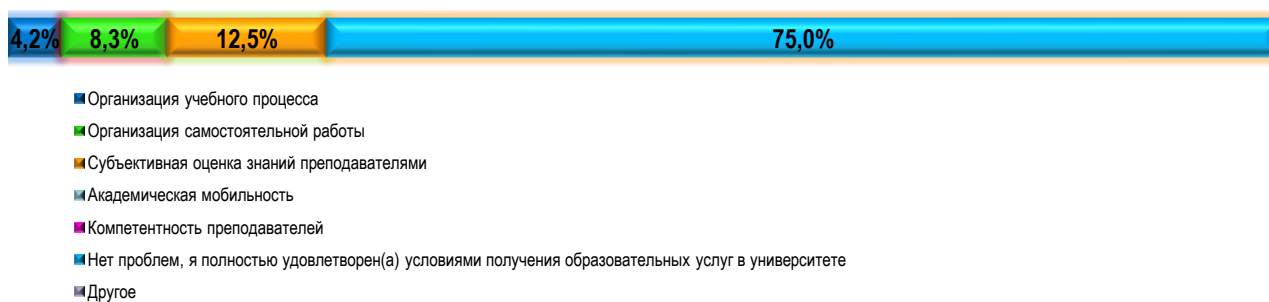 4,2% 8,3% 12,5% 75,0%
Организация учебного процесса
Организация самостоятельной работы
Субъективная оценка знаний преподавателями
Академическая мобильность
Компетентность преподавателей
Нет проблем, я полностью удовлетворен(а) условиями получения образовательных услуг в университете
Другое